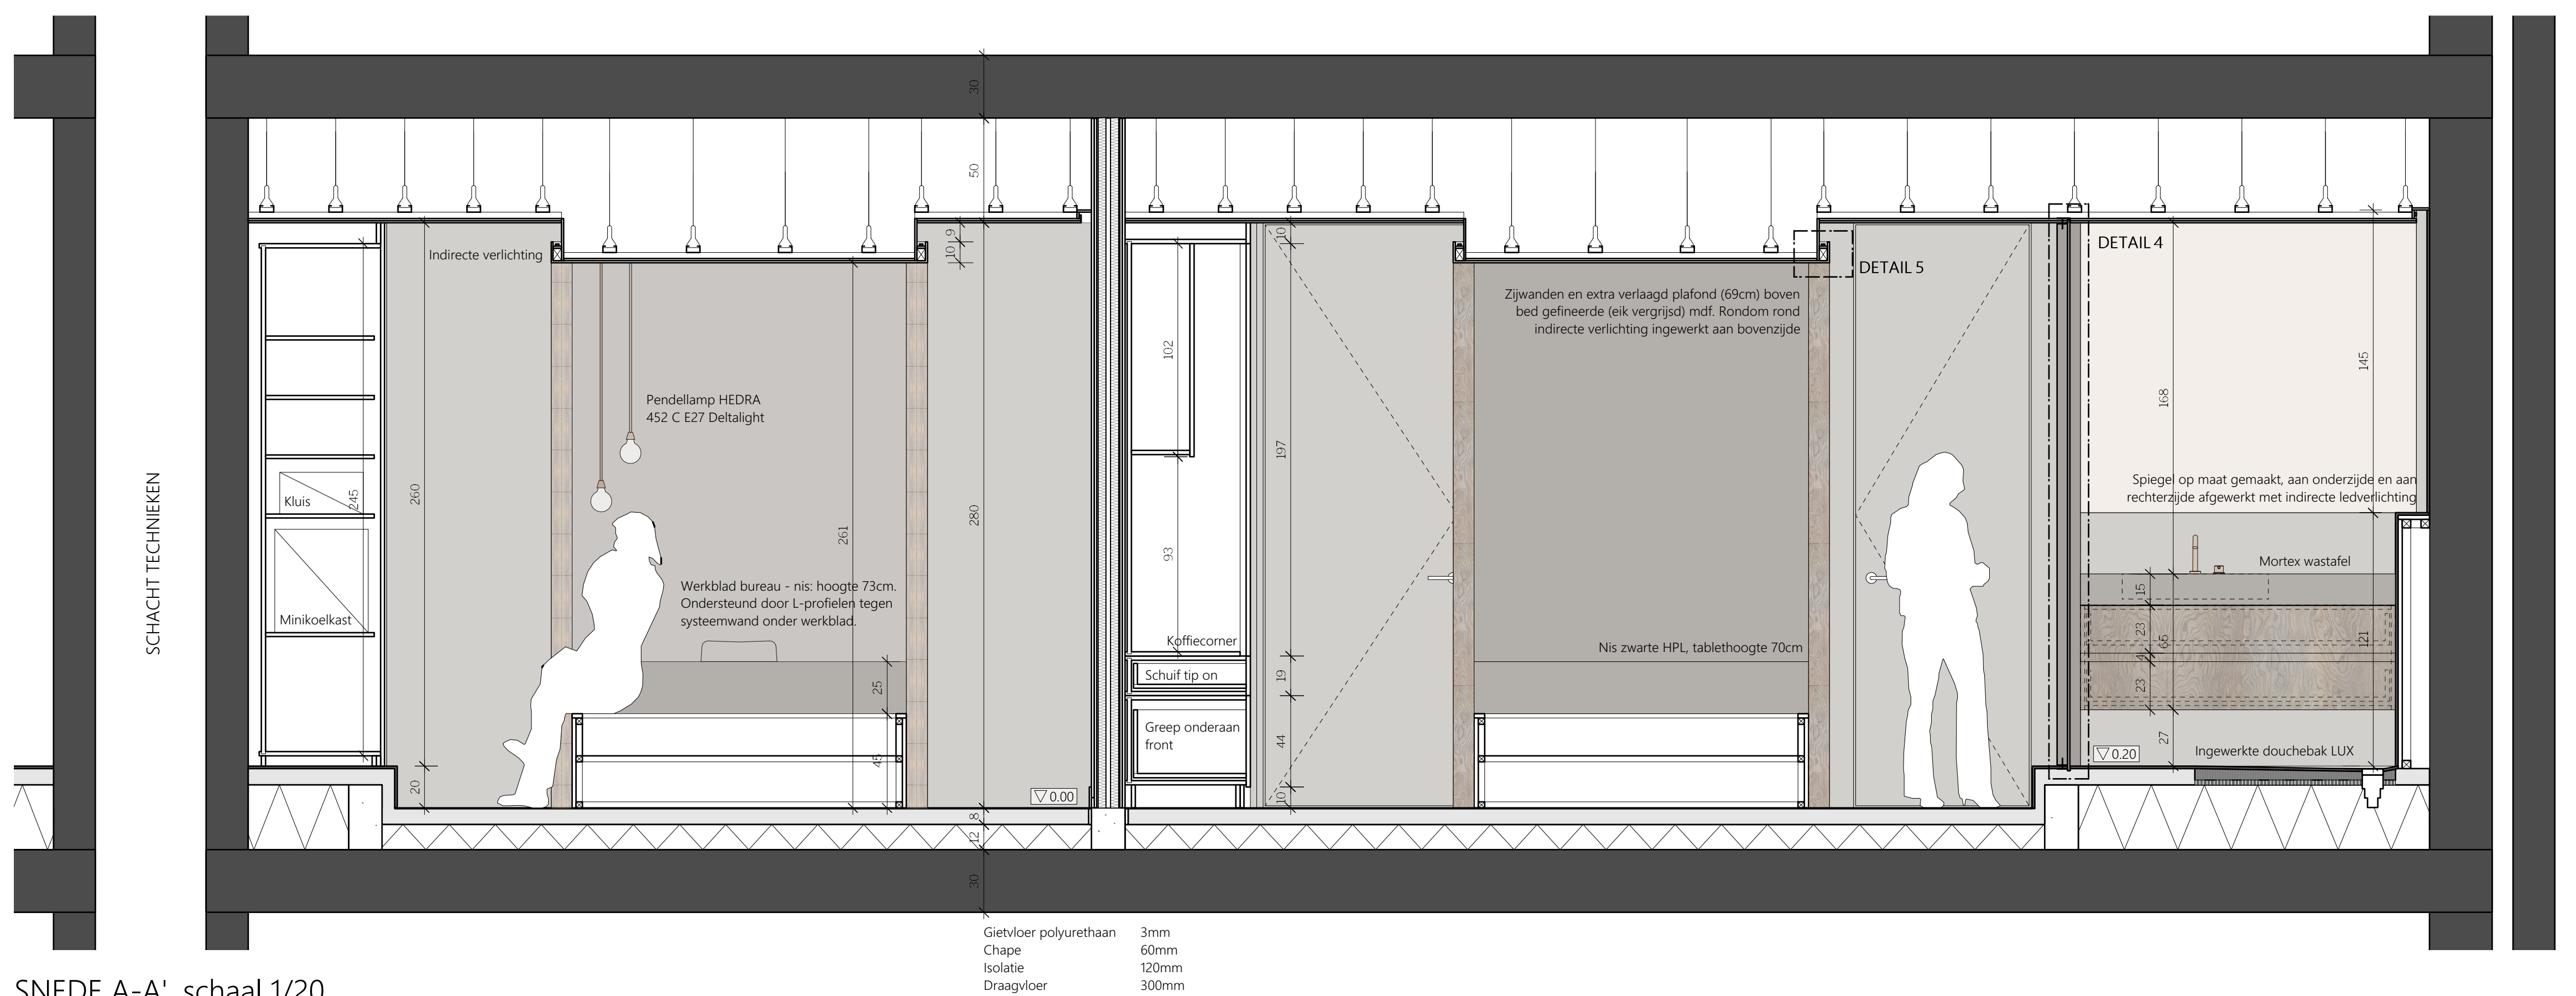 30
50
9
10
Indirecte verlichting
10
DETAIL 4
DETAIL 5
Zijwanden en extra verlaagd plafond (69cm) boven
bed gefineerde (eik vergrijsd) mdf. Rondom rond
indirecte verlichting ingewerkt aan bovenzijde
102
145
168
Pendellamp HEDRA
452 C E27 Deltalight
197
Kluis
245
260
261
280
93
Spiegel op maat gemaakt, aan onderzijde en aan
rechterzijde afgewerkt met indirecte ledverlichting
SCHACHT TECHNIEKEN
Minikoelkast
Werkblad bureau - nis: hoogte 73cm.
Ondersteund door L-profielen tegen
systeemwand onder werkblad.
Mortex wastafel
15
Koffiecorner
Nis zwarte HPL, tablethoogte 70cm
23
65
121
4
23
Schuif tip on
19
25
Greep onderaan
front
44
45
27
▽0.20
Ingewerkte douchebak LUX
20
▽0.00
10
8
12
30
Gietvloer polyurethaan 3mm
Chape 60mm
Isolatie 120mm
Draagvloer 300mm
SNEDE A-A' schaal 1/20